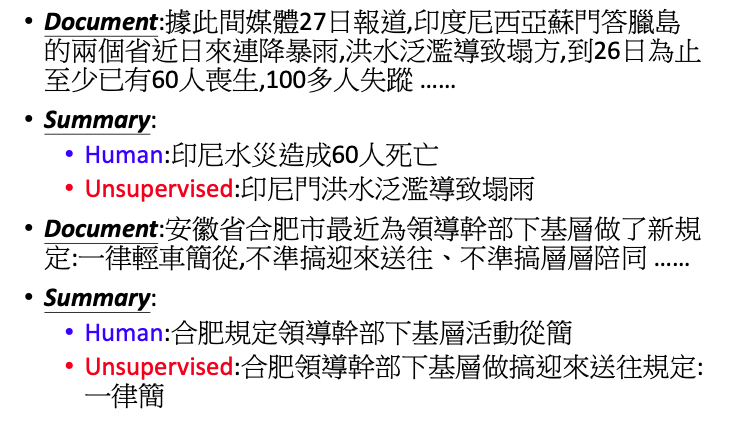 • Document:據此間媒體27日報道,印度尼西亞蘇門答臘島
的兩個省近日來連降暴雨,洪水泛濫導致塌方,到26日為止
至少已有60人喪生,100多人失蹤 ……
• Summary:
• Human:印尼水災造成60人死亡
• Unsupervised:印尼門洪水泛濫導致塌雨
• Document:安徽省合肥市最近為領導幹部下基層做了新規
定:一律輕車簡從,不準搞迎來送往、不準搞層層陪同 ……
• Summary:
• Human:合肥規定領導幹部下基層活動從簡
• Unsupervised:合肥領導幹部下基層做搞迎來送往規定:
一律簡